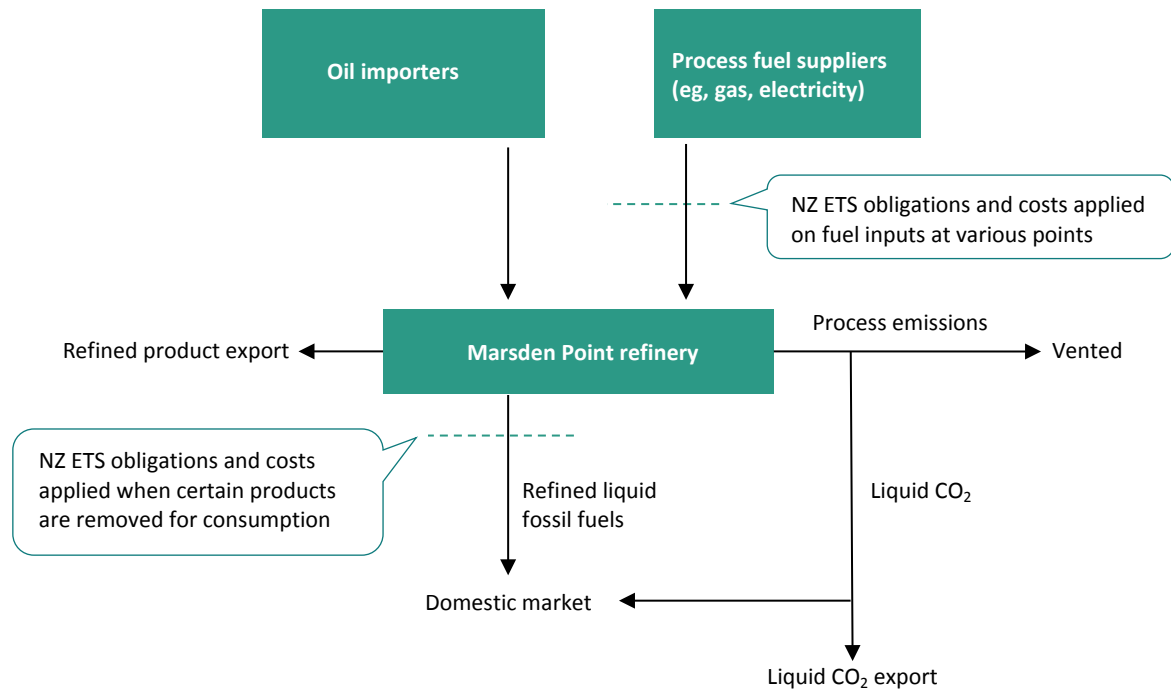 Oil importers
Process fuel suppliers
(eg, gas, electricity)
NZ ETS obligations and costs applied
on fuel inputs at various points
Process emissions
Refined product export
Marsden Point refinery
Vented
NZ ETS obligations and costs
applied when certain products
are removed for consumption
Refined liquid
fossil fuels
Liquid CO₂
Domestic market
Liquid CO₂ export